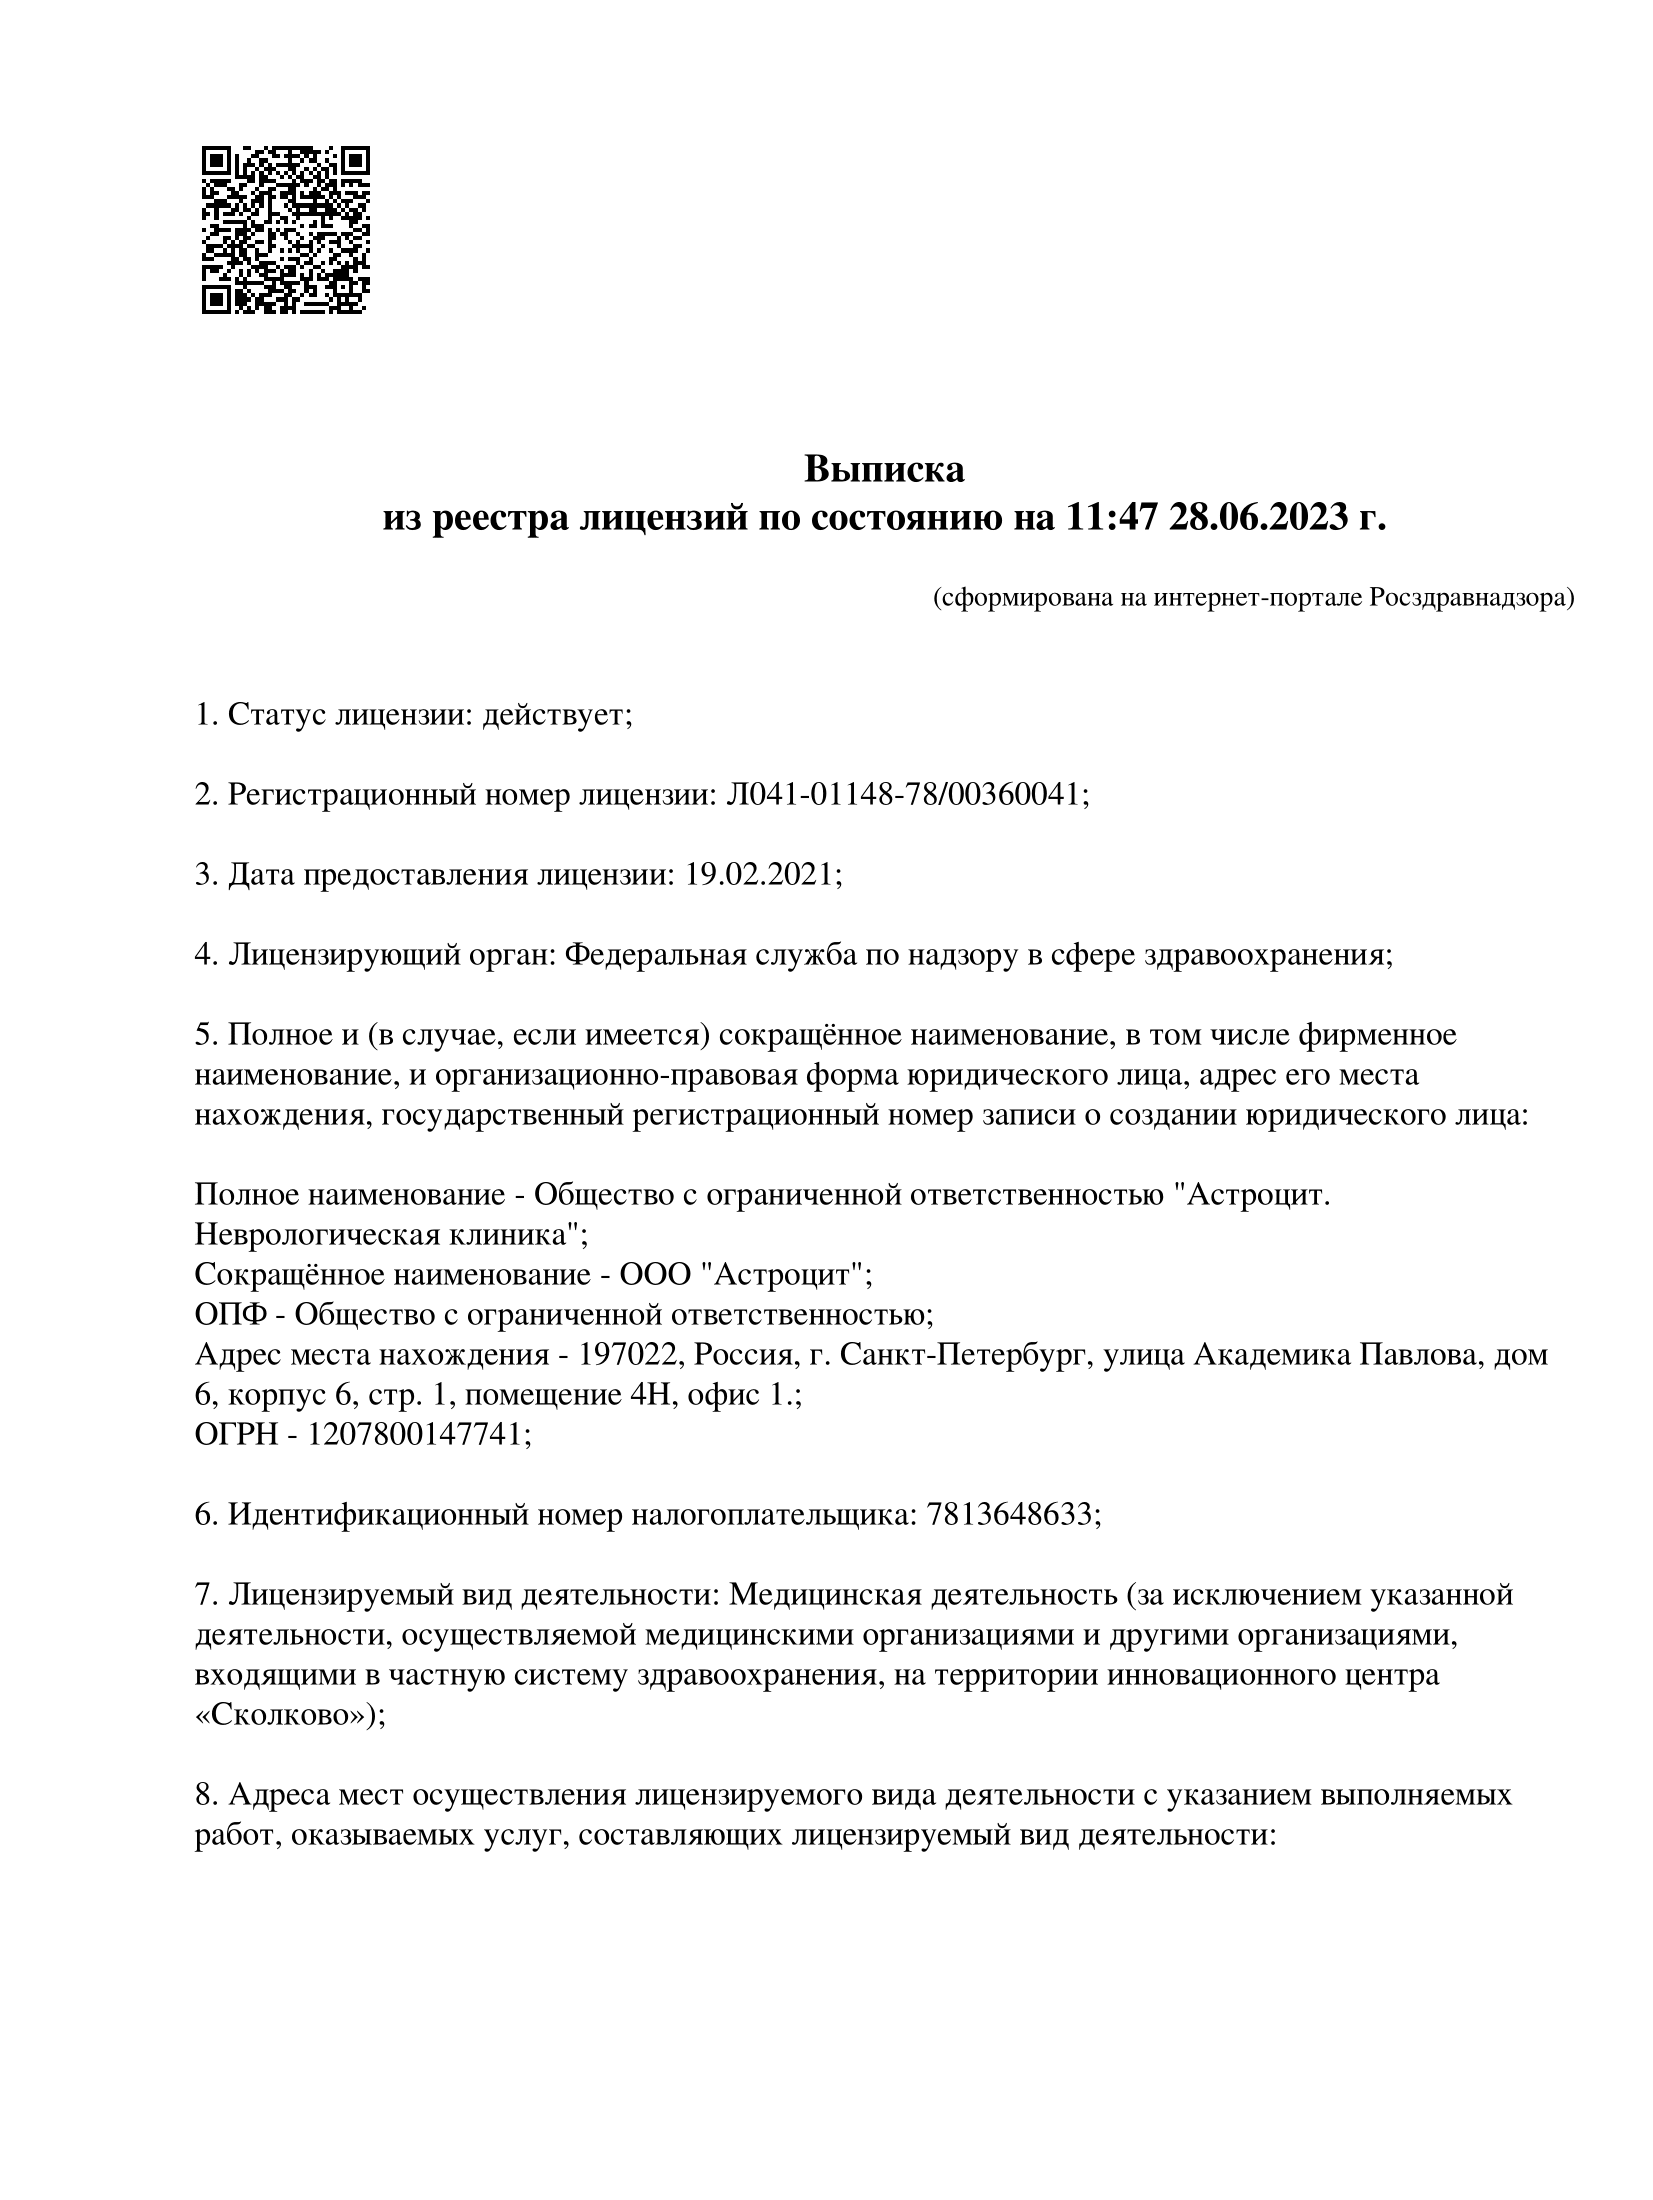 Выписка
из реестра лицензий по состоянию на 11:47 28.06.2023 г.
(сформирована на интернет-портале Росздравнадзора)
1. Статус лицензии: действует;
2. Регистрационный номер лицензии: Л041-01148-78/00360041;
3. Дата предоставления лицензии: 19.02.2021;
4. Лицензирующий орган: Федеральная служба по надзору в сфере здравоохранения;
5. Полное и (в случае, если имеется) сокращённое наименование, в том числе фирменное
наименование, и организационно-правовая форма юридического лица, адрес его места
нахождения, государственный регистрационный номер записи о создании юридического лица:
Полное наименование - Общество с ограниченной ответственностью "Астроцит.
Неврологическая клиника";
Сокращённое наименование - ООО "Астроцит";
ОПФ - Общество с ограниченной ответственностью;
Адрес места нахождения - 197022, Россия, г. Санкт-Петербург, улица Академика Павлова, дом
6, корпус 6, стр. 1, помещение 4Н, офис 1.;
ОГРН - 1207800147741;
6. Идентификационный номер налогоплательщика: 7813648633;
7. Лицензируемый вид деятельности: Медицинская деятельность (за исключением указанной
деятельности, осуществляемой медицинскими организациями и другими организациями,
входящими в частную систему здравоохранения, на территории инновационного центра
«Сколково»);
8. Адреса мест осуществления лицензируемого вида деятельности с указанием выполняемых
работ, оказываемых услуг, составляющих лицензируемый вид деятельности: